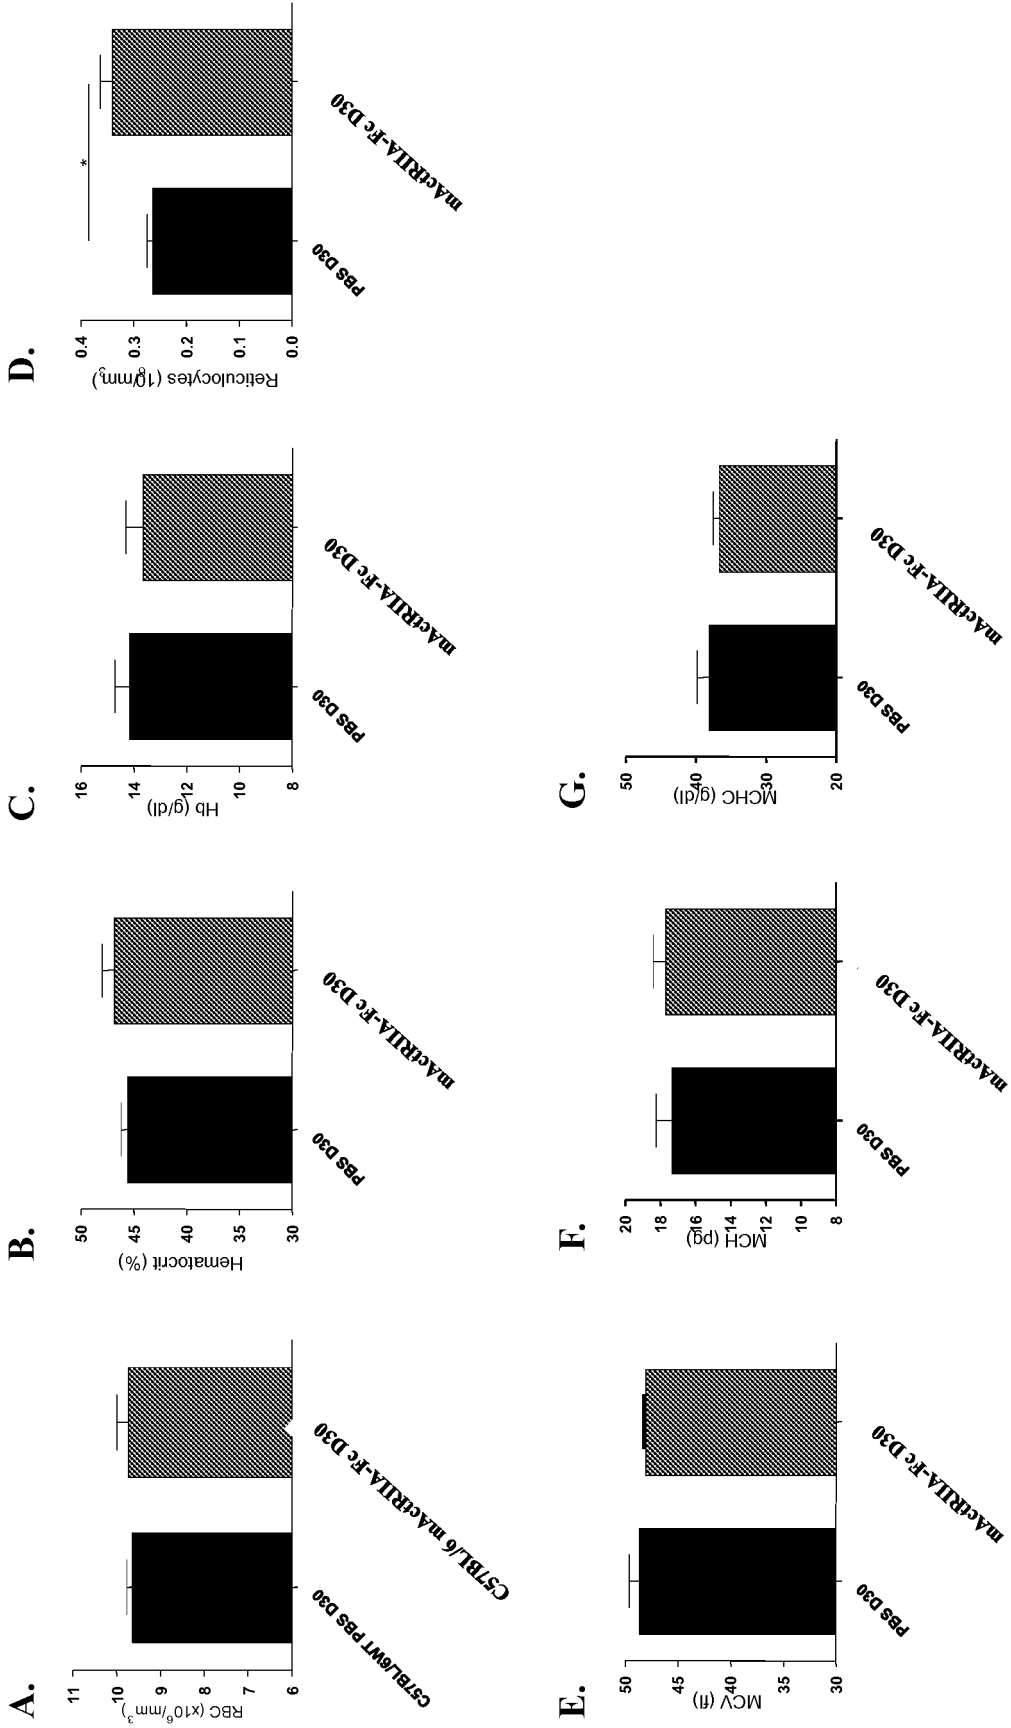 A.
11
10
9
8
7
6
RBC (x10⁶/mm³)
C57BL/6WT PBS D30
C57BL/6 mActRIIA-Fc D30
B.
50
45
40
35
30
Hematocrit (%)
PBS D30
mActRIIA-Fc D30
C.
16
14
12
10
8
Hb (g/dl)
PBS D30
mActRIIA-Fc D30
D.
0.4
0.3
0.2
0.1
0.0
Reticulocytes (10⁶/mm³)
*
PBS D30
mActRIIA-Fc D30
E.
50
45
40
35
30
MCV (fl)
PBS D30
mActRIIA-Fc D30
F.
20
18
16
14
12
10
8
MCH (pg)
PBS D30
mActRIIA-Fc D30
G.
50
40
30
20
MCHC (g/dl)
PBS D30
mActRIIA-Fc D30